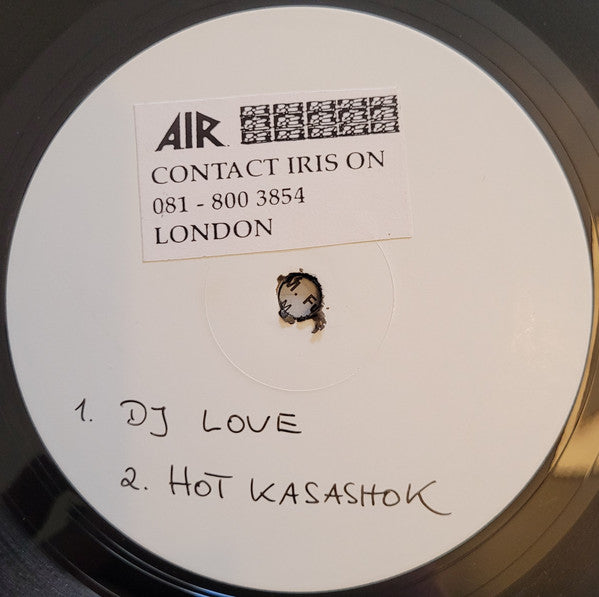 AIR
CONTACT IRIS ON
081 - 800 3854
LONDON
1. DJ LOVE
2. HOT KASASHOK